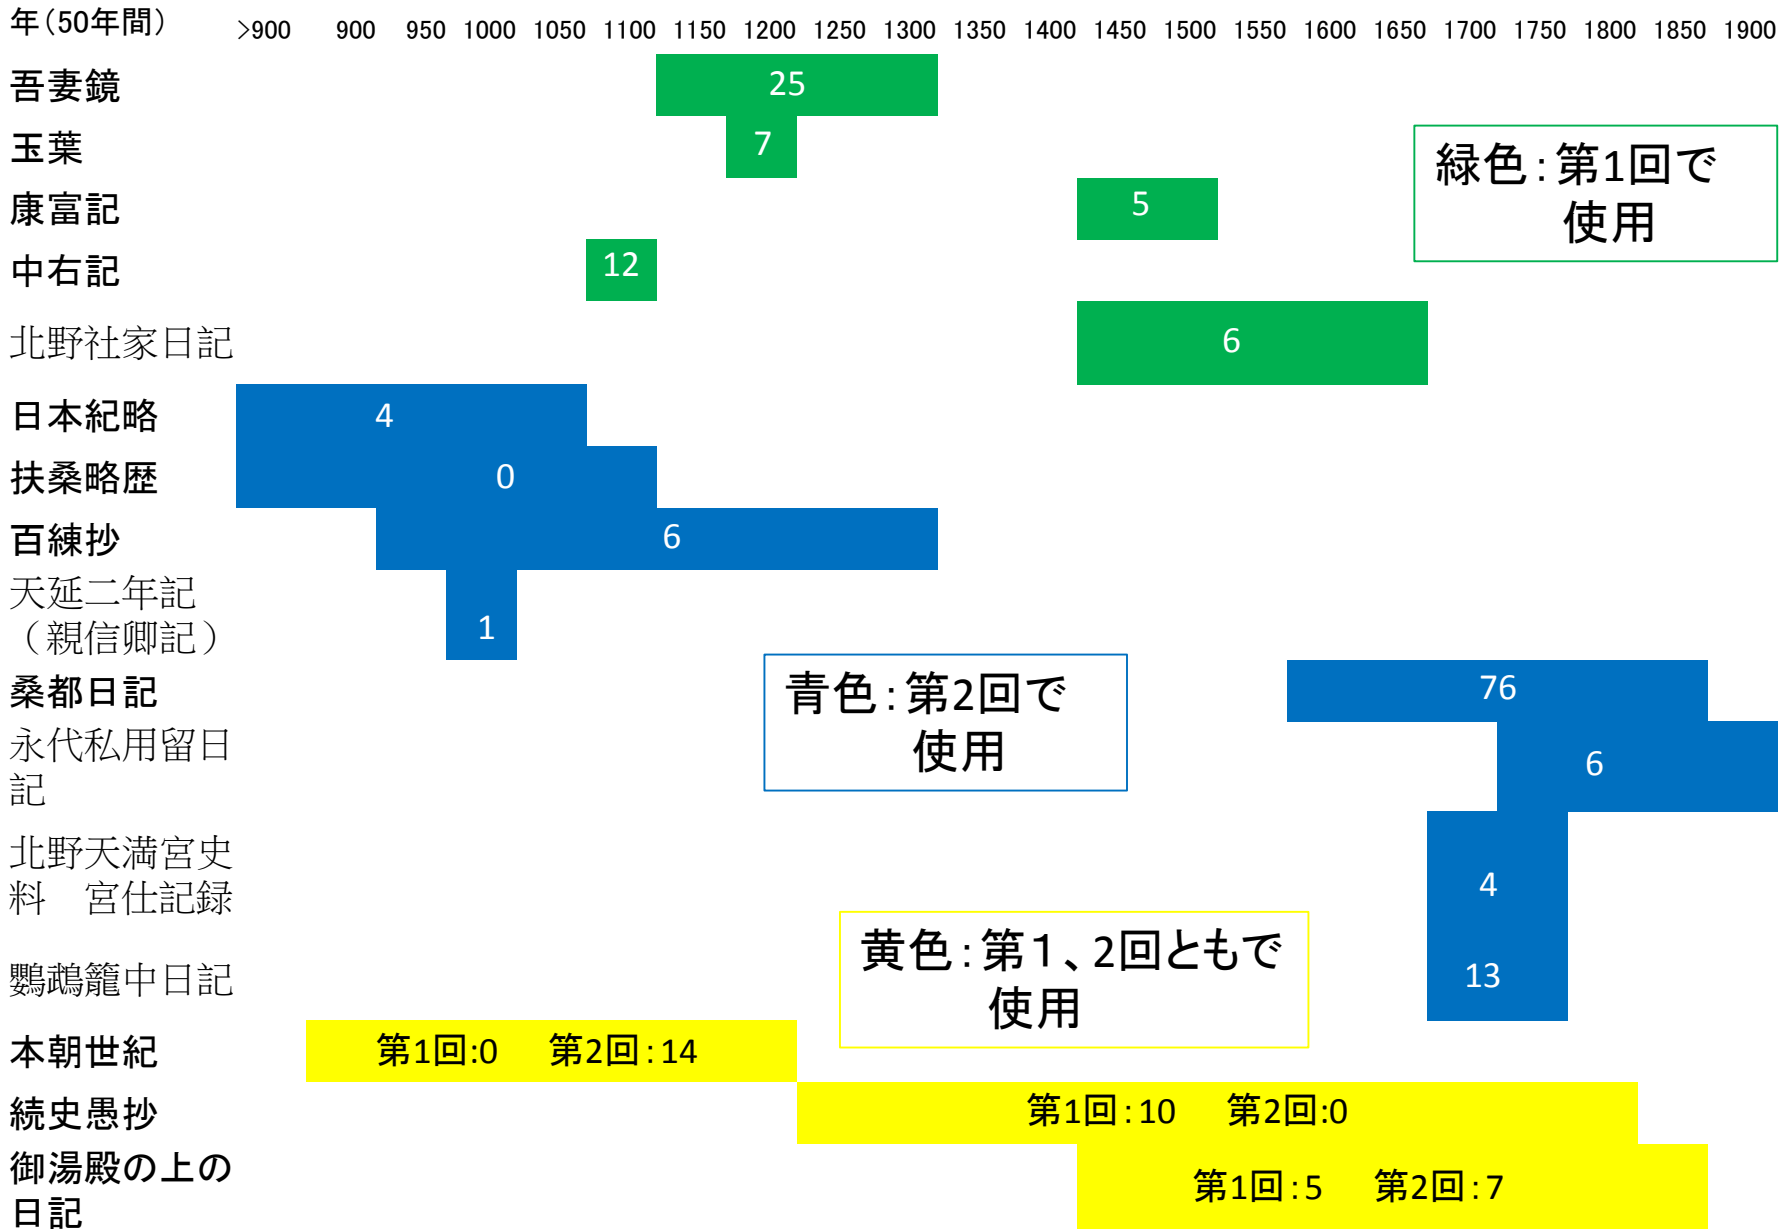 年（50年間） >900 900 950 1000 1050 1100 1150 1200 1250 1300 1350 1400 1450 1500 1550 1600 1650 1700 1750 1800 1850 1900
吾妻鏡 25
玉葉 7
緑色：第1回で
使用
康富記 5
中右記 12
北野社家日記 6
日本紀略 4
扶桑略歴 0
百練抄 6
天延二年記
（親信卿記） 1
青色：第2回で
使用
桑都日記 76
永代私用留日
記 6
北野天満宮史
料　宮仕記録 4
黄色：第１、2回ともで
使用
鸚鵡籠中日記 13
本朝世紀 第1回:0 第2回：14
続史愚抄 第1回：10 第2回:0
御湯殿の上の
日記 第1回：5 第2回：7